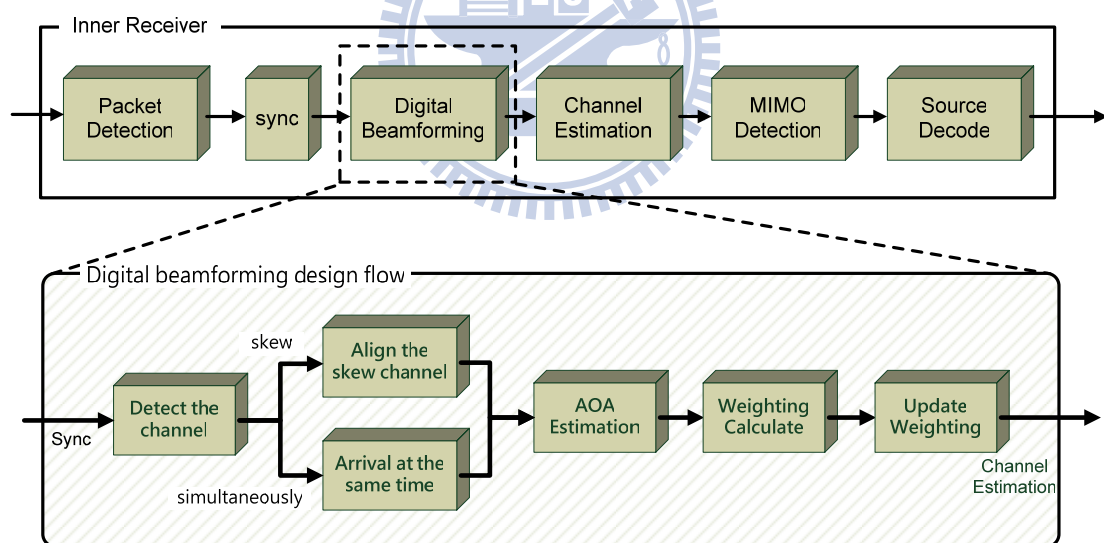 Inner Receiver
Packet
Detection
sync
Digital
Beamforming
Channel
Estimation
MIMO
Detection
Source
Decode
Digital beamforming design flow
Sync
Detect the
channel
skew
Align the
skew channel
simultaneously
Arrival at the
same time
AOA
Estimation
Weighting
Calculate
Update
Weighting
Channel
Estimation